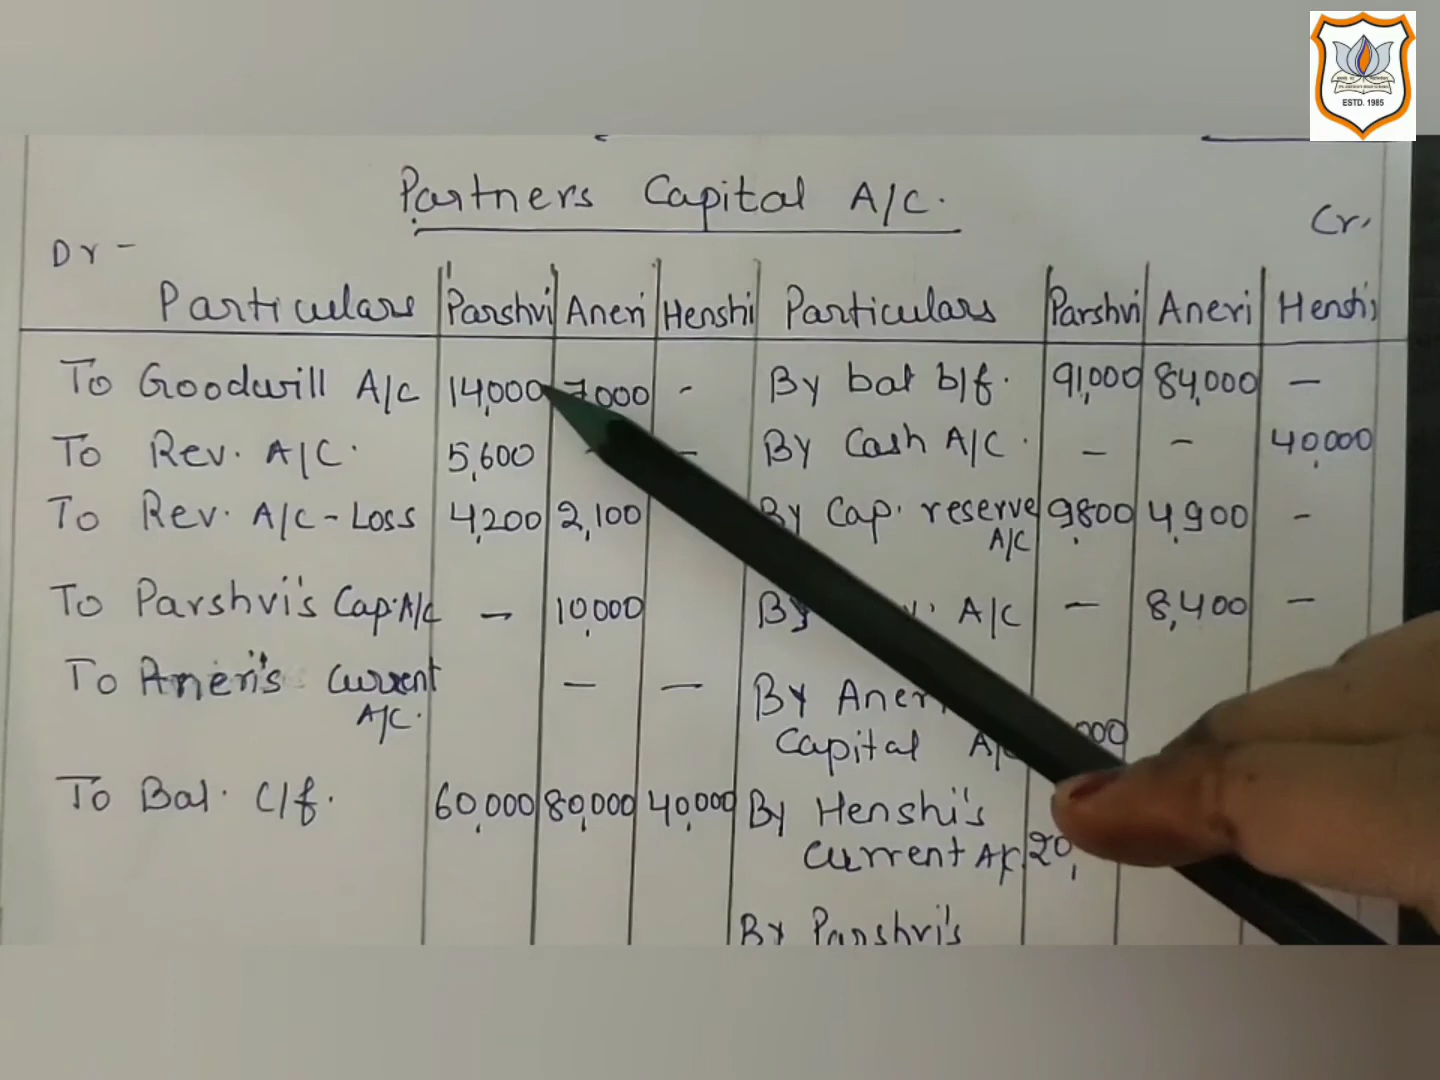 ESTD. 1985
Partners Capital A/C.
Dr - Cr.
Particulars Parshvi Aneri Henshi Particulars Parshvi Aneri Henshi
To Goodwill A/C 14,000 7,000 - By bal b/f. 91,000 84,000 -
To Rev. A/C. 5,600 - - By Cash A/C. - - 40,000
To Rev. A/C - Loss 4,200 2,100 By Cap. reserve 9,800 4,900 -
A/C
To Parshvi's Cap. A/c - 10,000 By A/C - 8,400 -
To Aneri's Current - - By
A/C. Capital
To Bal. C/f. 60,000 80,000 40,000 By Henshi's
Current A/c.
By Parshvi's